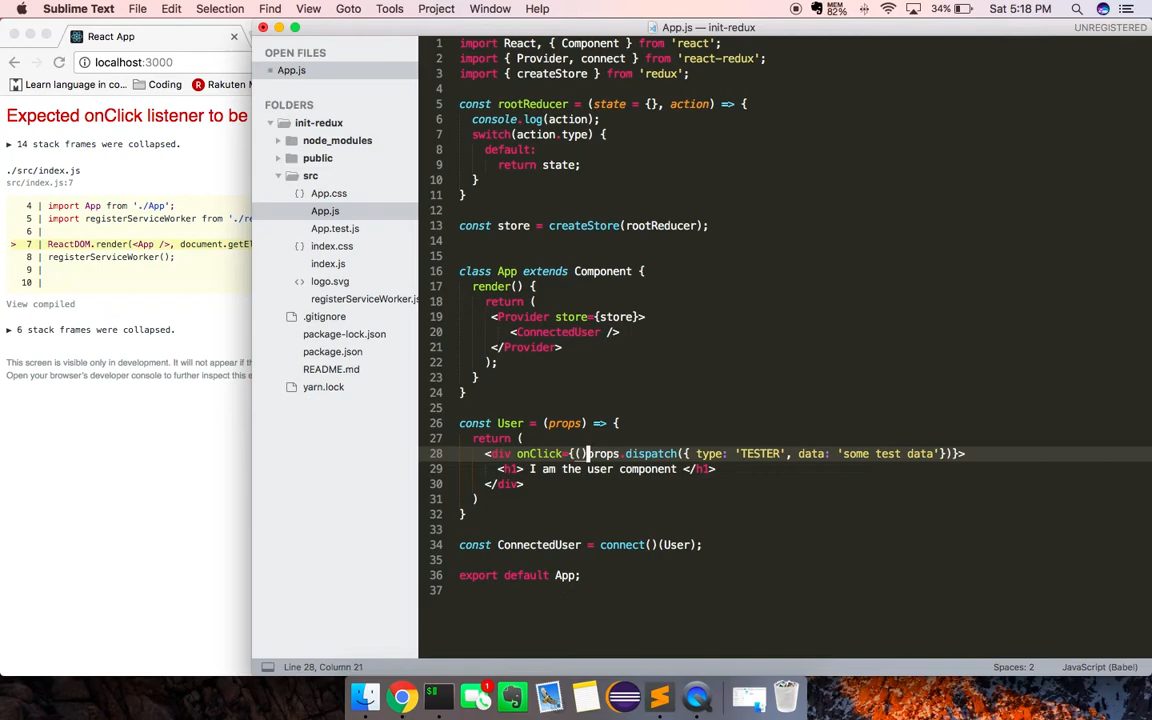 Sublime Text File Edit Selection Find View Goto Tools Project Window Help MEM 82% 34% Sat 5:18 PM
React App
App.js — init-redux
UNREGISTERED
localhost:3000
Learn language in co... Coding Rakuten
Expected onClick listener to be
▶ 14 stack frames were collapsed.
./src/index.js
src/index.js:7
4 | import App from './App';
5 | import registerServiceWorker from './re
6 |
> 7 | ReactDOM.render(<App />, document.getEl
8 | registerServiceWorker();
9 |
10 |
View compiled
▶ 6 stack frames were collapsed.
This screen is visible only in development. It will not appear if th
Open your browser's developer console to further inspect this e
OPEN FILES
App.js
FOLDERS
init-redux
node_modules
public
src
App.css
App.js
App.test.js
index.css
index.js
logo.svg
registerServiceWorker.js
.gitignore
package-lock.json
package.json
README.md
yarn.lock
1 import React, { Component } from 'react';
2 import { Provider, connect } from 'react-redux';
3 import { createStore } from 'redux';
4
5 const rootReducer = (state = {}, action) => {
6 console.log(action);
7 switch(action.type) {
8 default:
9 return state;
10 }
11 }
12
13 const store = createStore(rootReducer);
14
15
16 class App extends Component {
17 render() {
18 return (
19 <Provider store={store}>
20 <ConnectedUser />
21 </Provider>
22 );
23 }
24 }
25
26 const User = (props) => {
27 return (
28 <div onClick={()props.dispatch({ type: 'TESTER', data: 'some test data'})}>
29 <h1> I am the user component </h1>
30 </div>
31 )
32 }
33
34 const ConnectedUser = connect()(User);
35
36 export default App;
37
Line 28, Column 21
Spaces: 2
JavaScript (Babel)
1